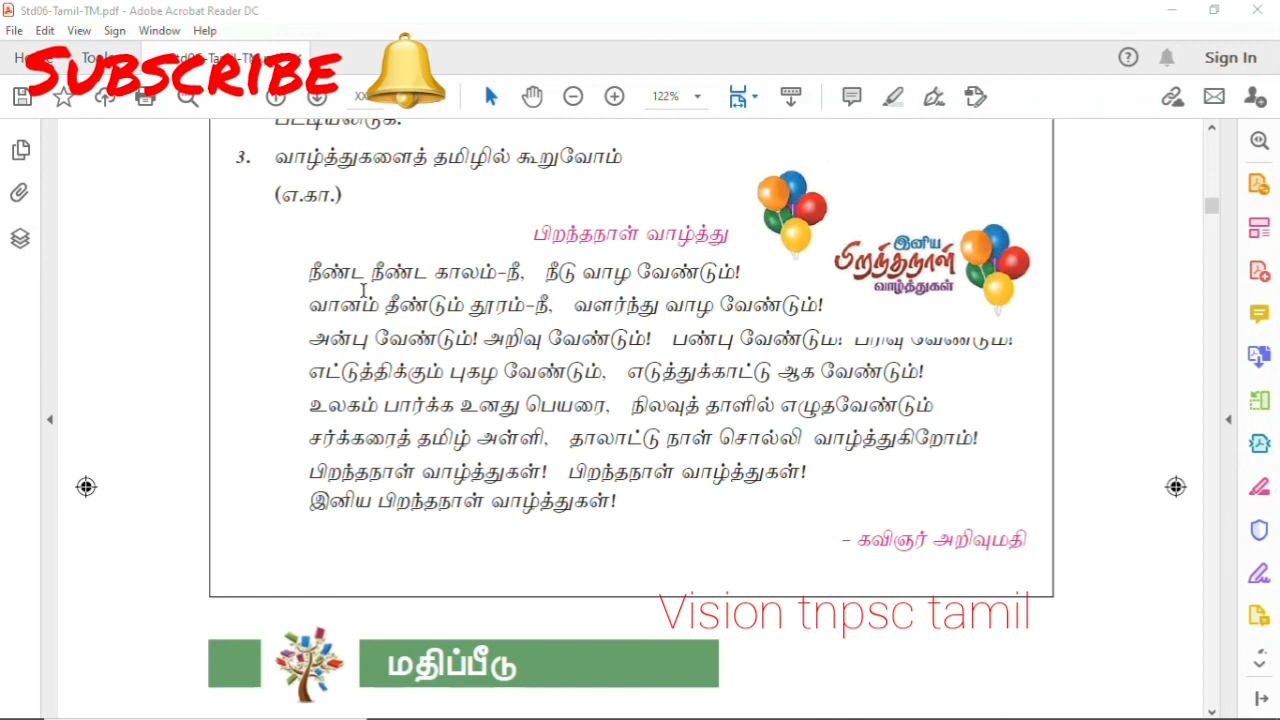 Std06-Tamil-TM.pdf - Adobe Acrobat Reader DC
File Edit View Sign Window Help
SUBSCRIBE
Sign In
122%
3. வாழ்த்துகளைத் தமிழில் கூறுவோம்
(எ.கா.)
பிறந்தநாள் வாழ்த்து
இனிய
பிறந்தநாள்
வாழ்த்துகள்
நீண்ட நீண்ட காலம்-நீ, நீடு வாழ வேண்டும்!
வானம் தீண்டும் தூரம்-நீ, வளர்ந்து வாழ வேண்டும்!
அன்பு வேண்டும்! அறிவு வேண்டும்! பண்பு வேண்டும்! பரிவு வேண்டும்!
எட்டுத்திக்கும் புகழ வேண்டும், எடுத்துக்காட்டு ஆக வேண்டும்!
உலகம் பார்க்க உனது பெயரை, நிலவுத் தாளில் எழுதவேண்டும்
சர்க்கரைத் தமிழ் அள்ளி, தாலாட்டு நாள் சொல்லி வாழ்த்துகிறோம்!
பிறந்தநாள் வாழ்த்துகள்! பிறந்தநாள் வாழ்த்துகள்!
இனிய பிறந்தநாள் வாழ்த்துகள்!
- கவிஞர் அறிவுமதி
Vision tnpsc tamil
மதிப்பீடு